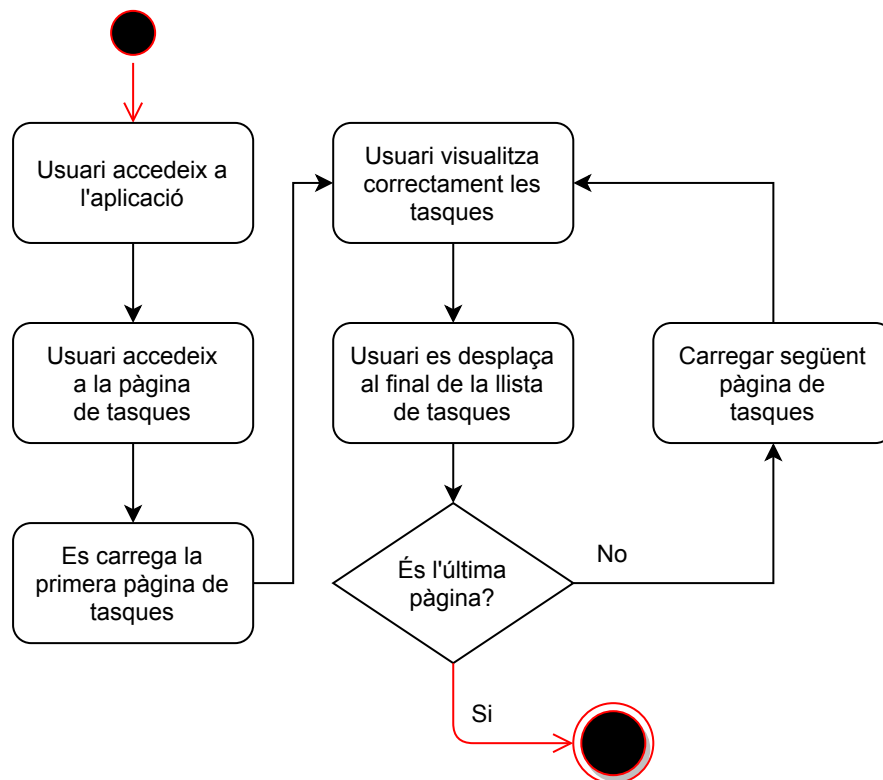 Usuari accedeix a
l'aplicació
Usuari accedeix
a la pàgina
de tasques
Es carrega la
primera pàgina de
tasques
Usuari visualitza
correctament les
tasques
Usuari es desplaça
al final de la llista
de tasques
És l'última
pàgina?
No
Si
Carregar següent
pàgina de
tasques